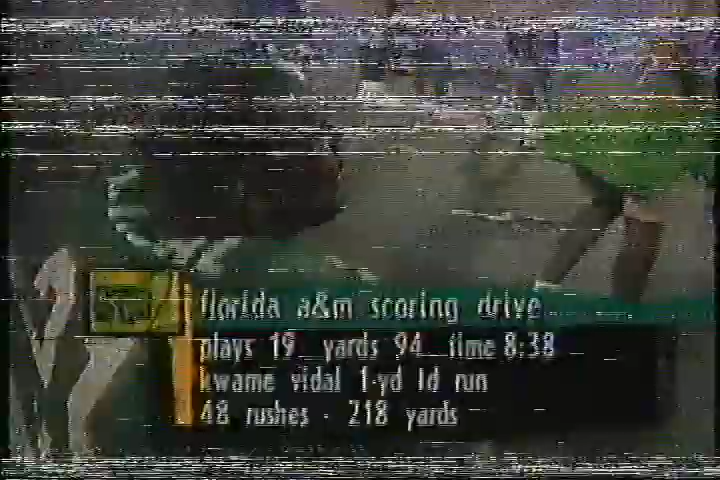 florida a&m scoring drive
plays 19 yards 94 time 8:38
kwame vidal 1-yd td run
48 rushes - 218 yards